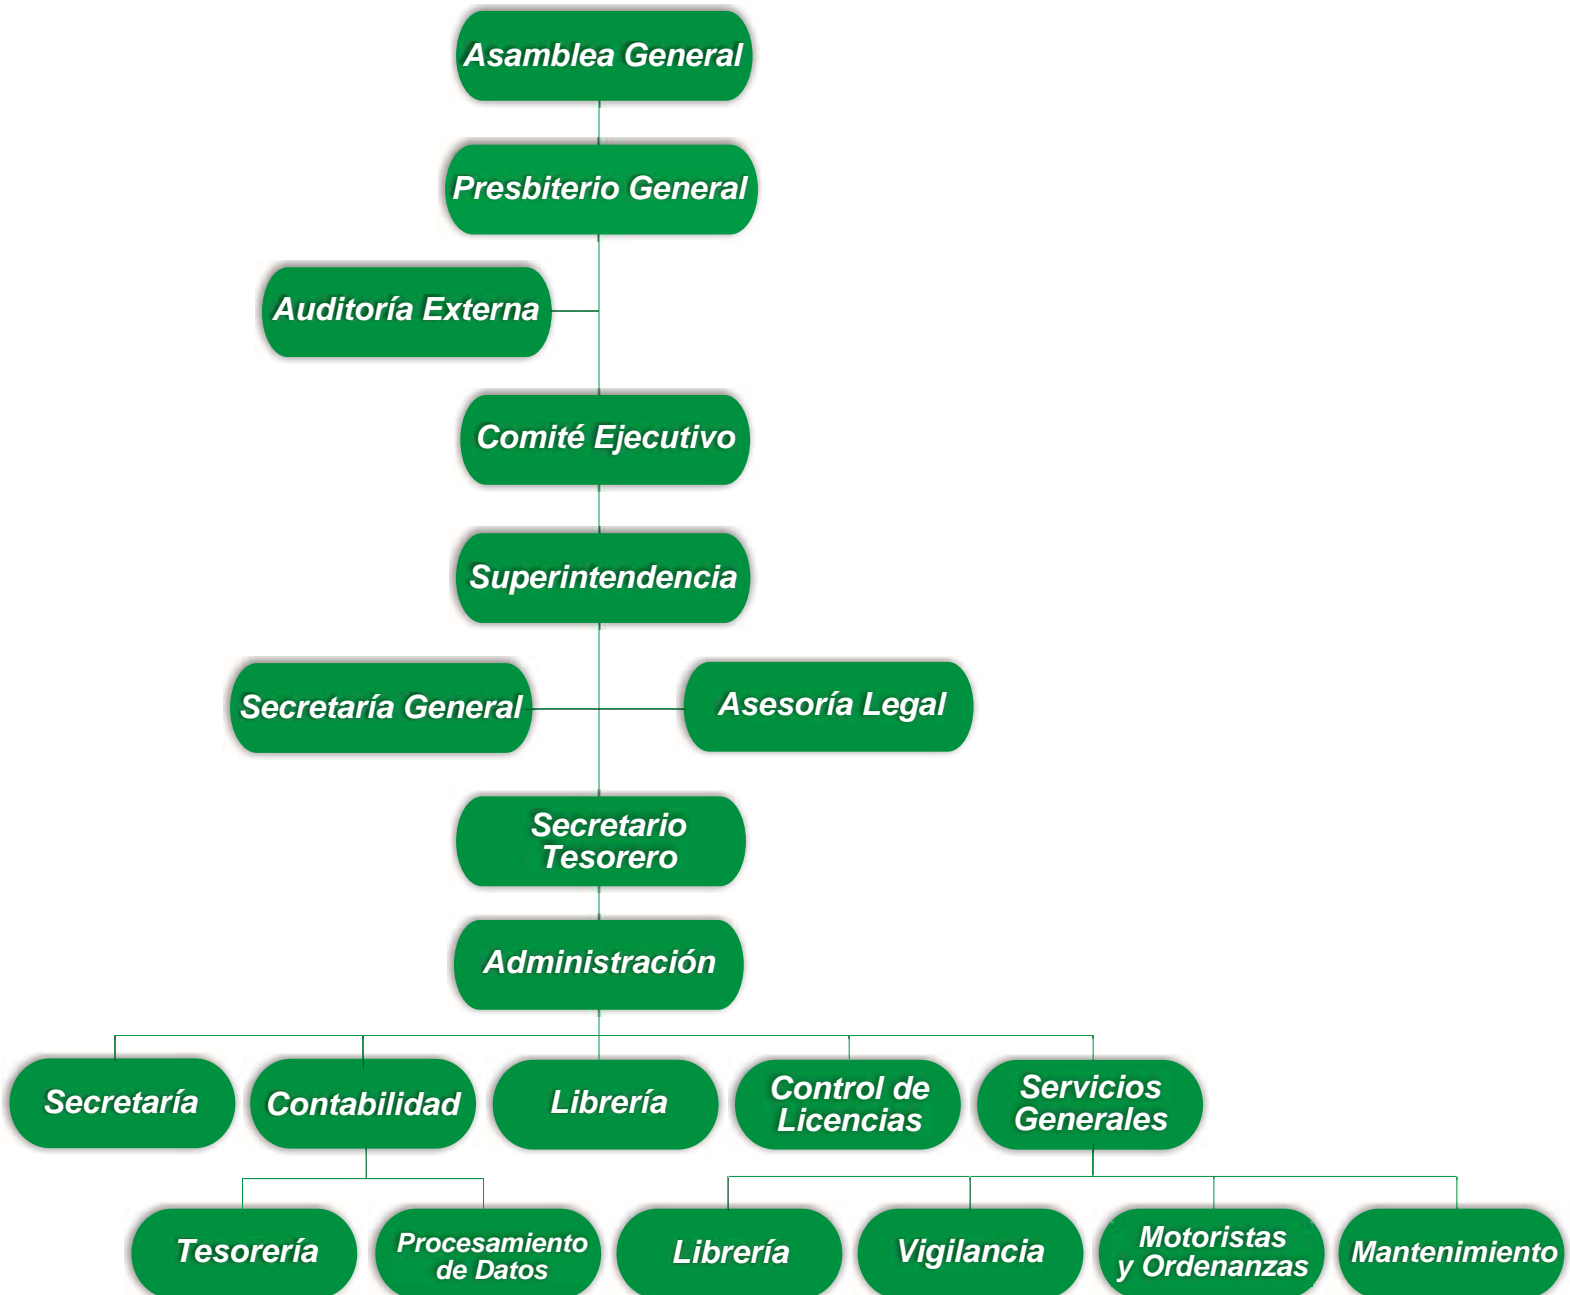 Asamblea General
Presbiterio General
Auditoría Externa
Comité Ejecutivo
Superintendencia
Secretaría General
Asesoría Legal
Secretario
Tesorero
Administración
Secretaría
Contabilidad
Librería
Control de
Licencias
Servicios
Generales
Tesorería
Procesamiento
de Datos
Librería
Vigilancia
Motoristas
y Ordenanzas
Mantenimiento